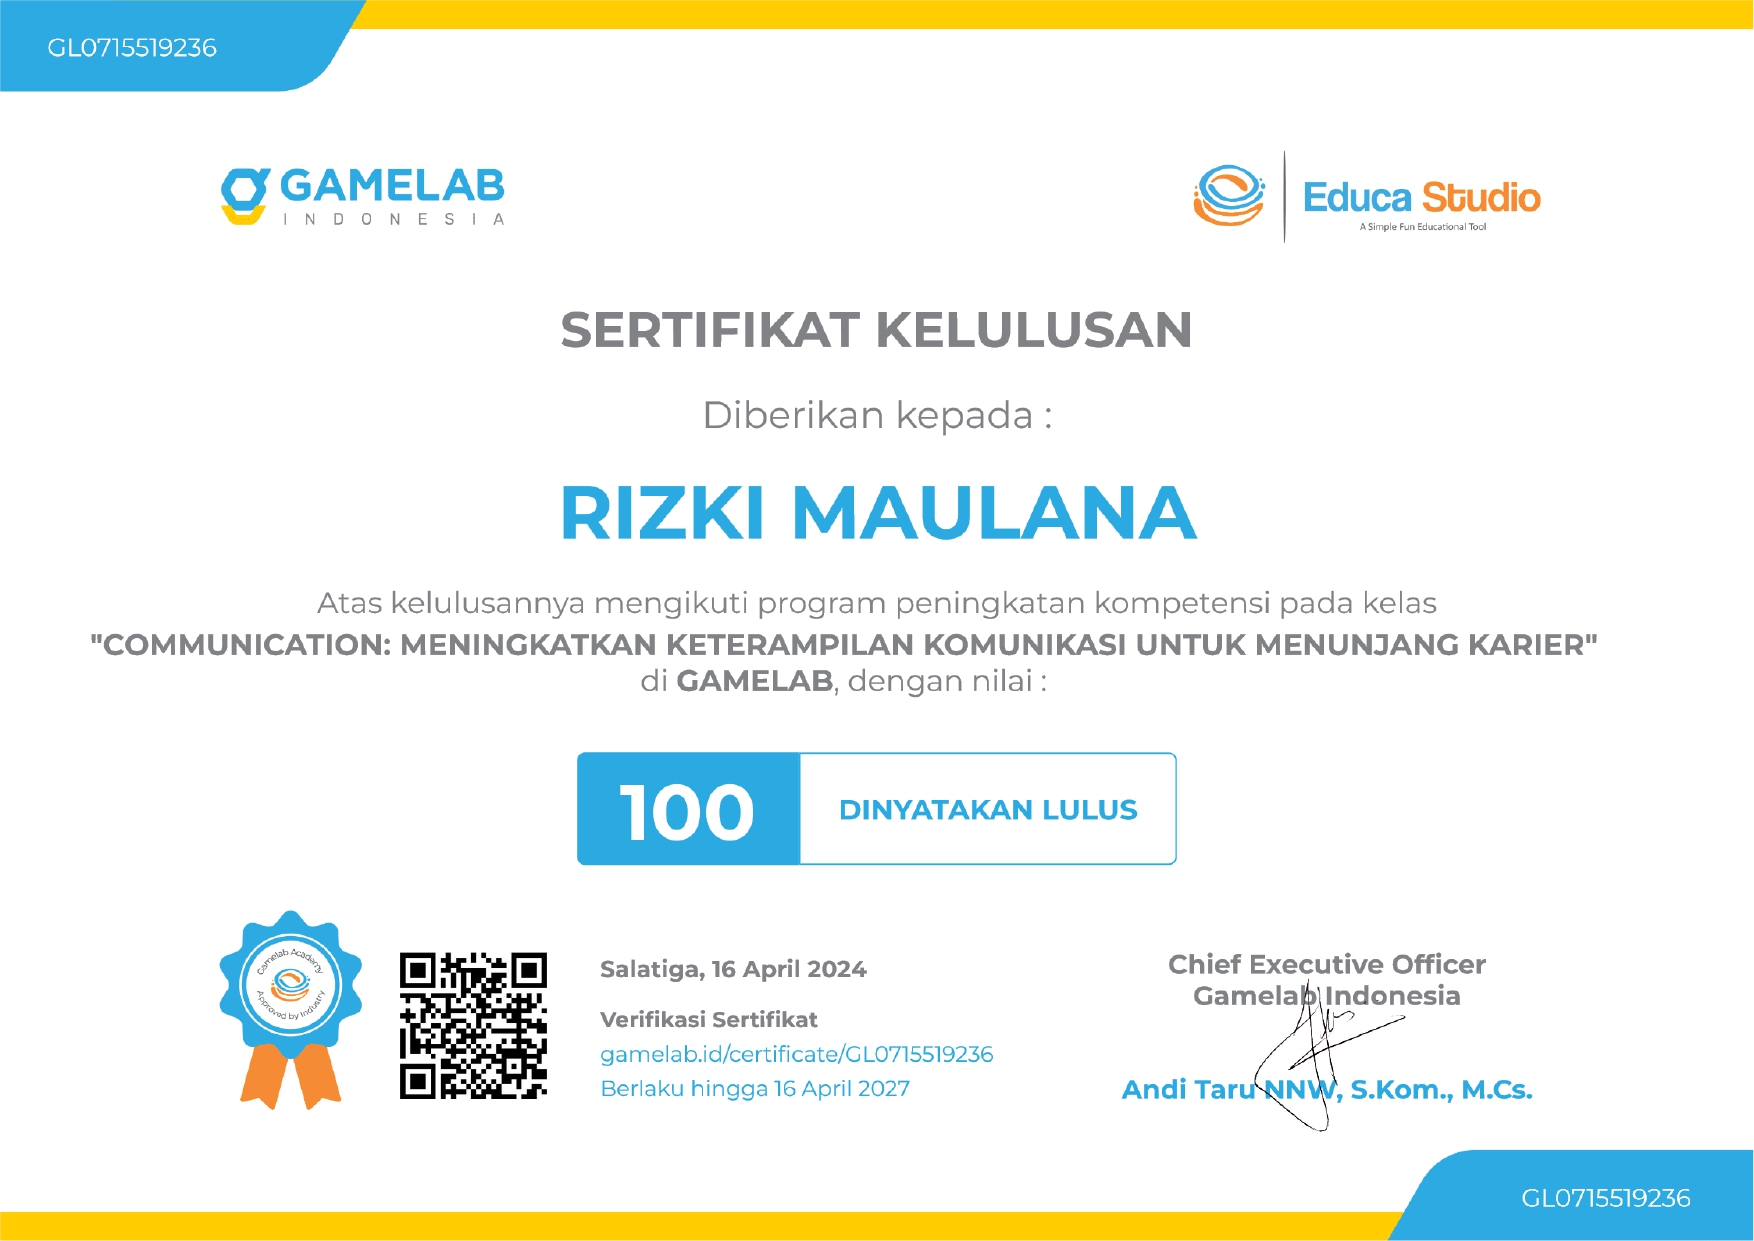 GL0715519236
GAMELAB
INDONESIA
Educa Studio
A Simple Fun Educational Tool
SERTIFIKAT KELULUSAN
Diberikan kepada :
RIZKI MAULANA
Atas kelulusannya mengikuti program peningkatan kompetensi pada kelas
"COMMUNICATION: MENINGKATKAN KETERAMPILAN KOMUNIKASI UNTUK MENUNJANG KARIER"
di GAMELAB, dengan nilai :
100
DINYATAKAN LULUS
Gamelab Academy
Approved by Industry
Salatiga, 16 April 2024
Verifikasi Sertifikat
gamelab.id/certificate/GL0715519236
Berlaku hingga 16 April 2027
Chief Executive Officer
Gamelab Indonesia
Andi Taru NNW, S.Kom., M.Cs.
GL0715519236